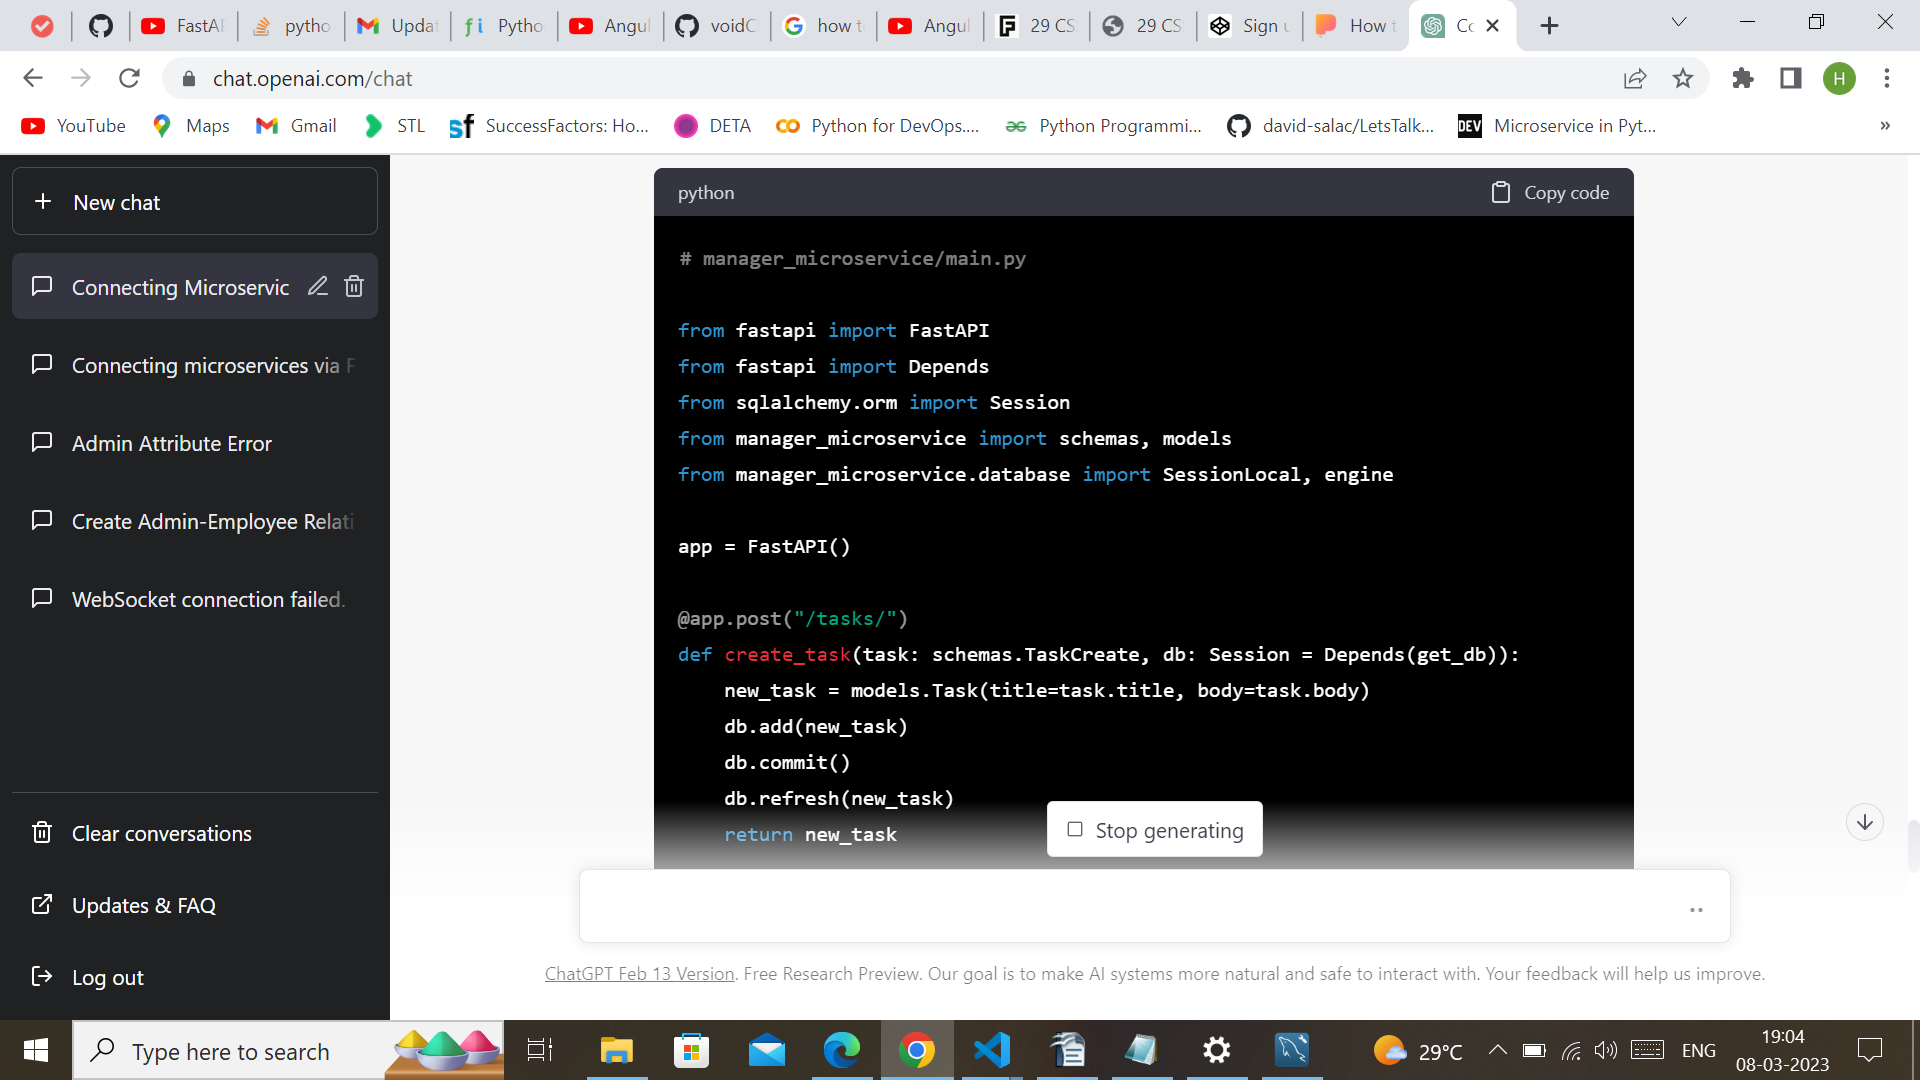 FastAP
pytho
Updat
Pytho
Angul
voidC
how t
Angul
29 CS
29 CS
Sign u
How t
Co
chat.openai.com/chat
H
YouTube
Maps
Gmail
STL
SuccessFactors: Ho...
DETA
Python for DevOps....
Python Programmi...
david-salac/LetsTalk...
DEV Microservice in Pyt...
»
New chat
Connecting Microservic
Connecting microservices via F
Admin Attribute Error
Create Admin-Employee Relati
WebSocket connection failed.
Clear conversations
Updates & FAQ
Log out
python
Copy code
# manager_microservice/main.py
from fastapi import FastAPI
from fastapi import Depends
from sqlalchemy.orm import Session
from manager_microservice import schemas, models
from manager_microservice.database import SessionLocal, engine
app = FastAPI()
@app.post("/tasks/")
def create_task(task: schemas.TaskCreate, db: Session = Depends(get_db)):
    new_task = models.Task(title=task.title, body=task.body)
    db.add(new_task)
    db.commit()
    db.refresh(new_task)
    return new_task
Stop generating
ChatGPT Feb 13 Version. Free Research Preview. Our goal is to make AI systems more natural and safe to interact with. Your feedback will help us improve.
Type here to search
29°C
ENG
19:04
08-03-2023